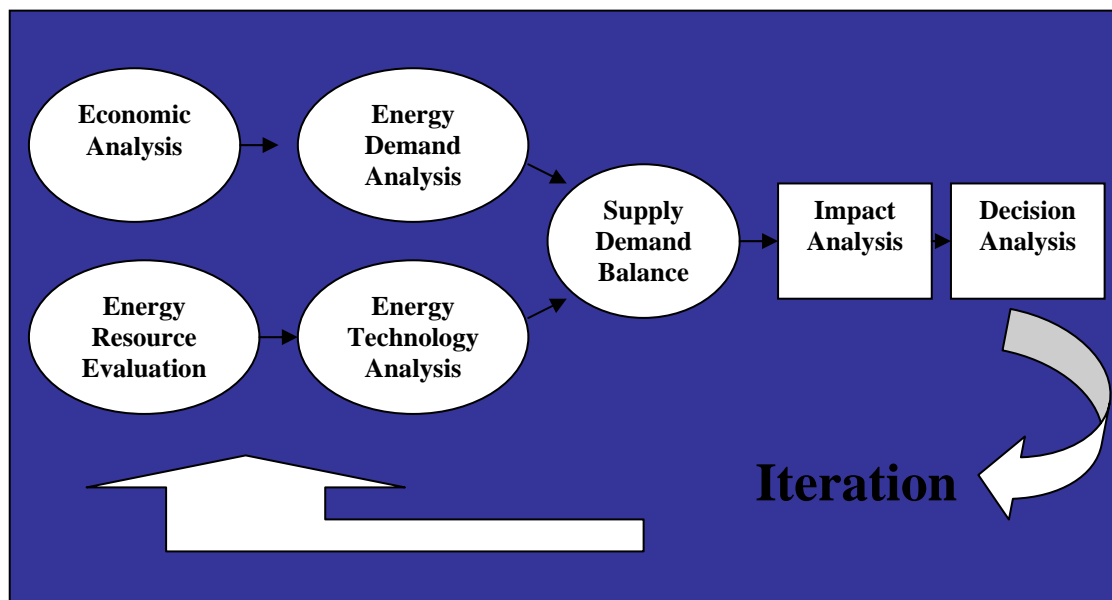 Economic
Analysis
Energy
Demand
Analysis
Supply
Demand
Balance
Impact
Analysis
Decision
Analysis
Energy
Resource
Evaluation
Energy
Technology
Analysis
Iteration